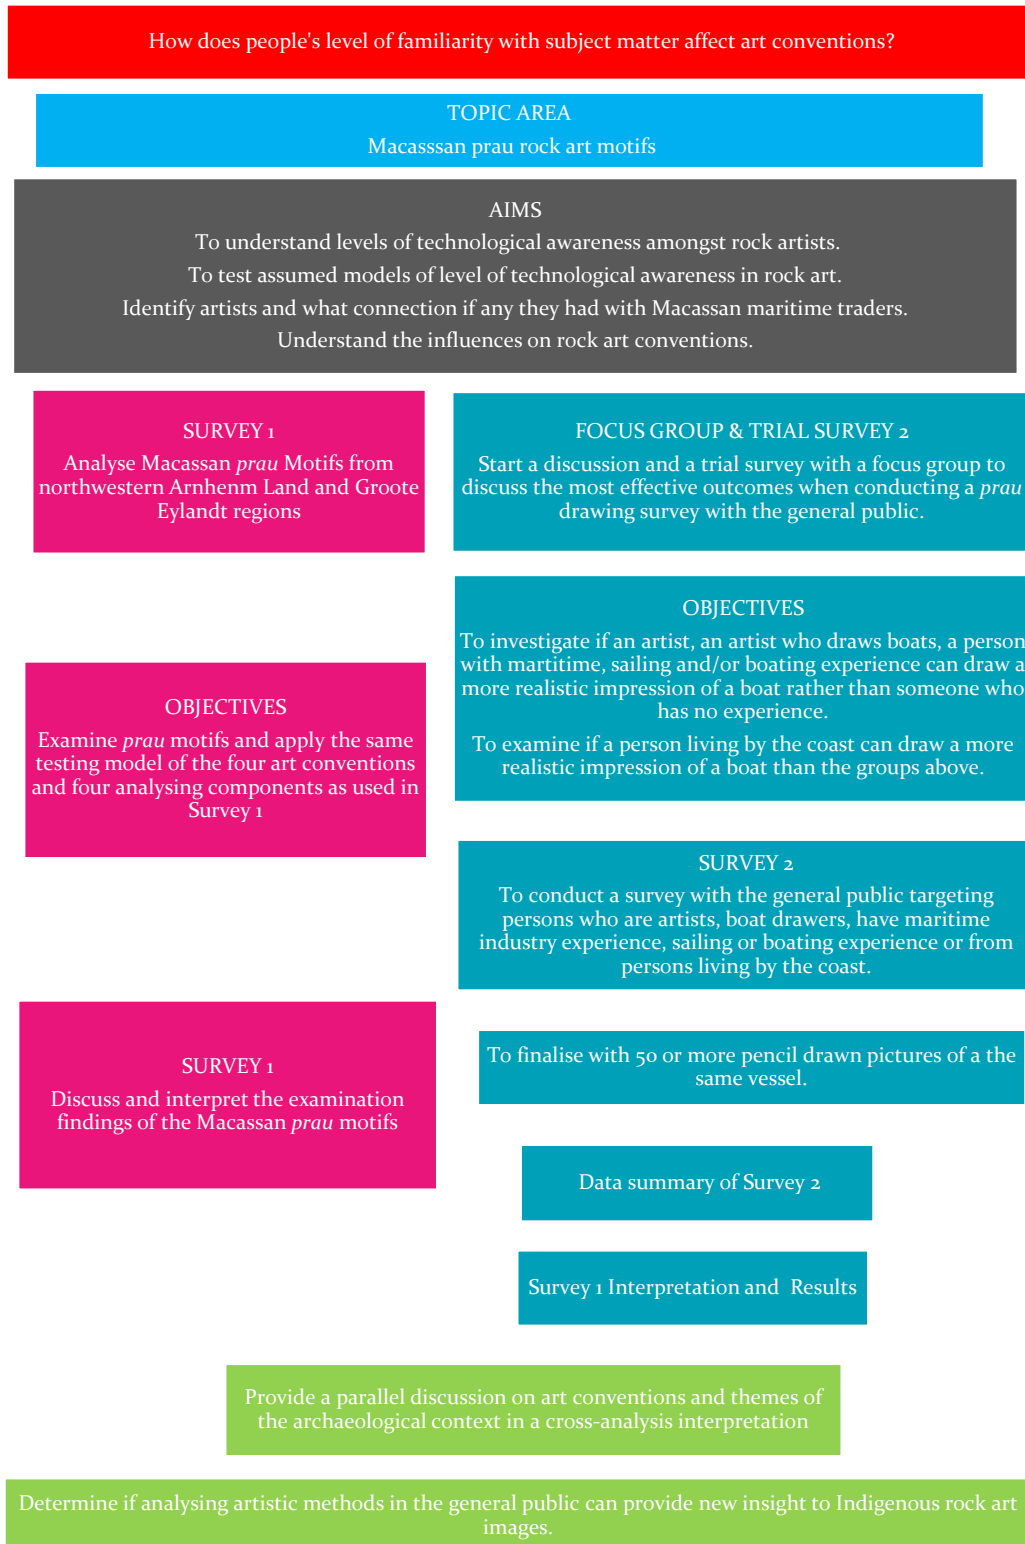 How does people's level of familiarity with subject matter affect art conventions?
TOPIC AREA
Macasssan prau rock art motifs
AIMS
To understand levels of technological awareness amongst rock artists.
To test assumed models of level of technological awareness in rock art.
Identify artists and what connection if any they had with Macassan maritime traders.
Understand the influences on rock art conventions.
SURVEY 1
Analyse Macassan prau Motifs from
northwestern Arnhenm Land and Groote
Eylandt regions
OBJECTIVES
Examine prau motifs and apply the same
testing model of the four art conventions
and four analysing components as used in
Survey 1
SURVEY 1
Discuss and interpret the examination
findings of the Macassan prau motifs
FOCUS GROUP & TRIAL SURVEY 2
Start a discussion and a trial survey with a focus group to
discuss the most effective outcomes when conducting a prau
drawing survey with the general public.
OBJECTIVES
To investigate if an artist, an artist who draws boats, a person
with martitime, sailing and/or boating experience can draw a
more realistic impression of a boat rather than someone who
has no experience.
To examine if a person living by the coast can draw a more
realistic impression of a boat than the groups above.
SURVEY 2
To conduct a survey with the general public targeting
persons who are artists, boat drawers, have maritime
industry experience, sailing or boating experience or from
persons living by the coast.
To finalise with 50 or more pencil drawn pictures of a the
same vessel.
Data summary of Survey 2
Survey 1 Interpretation and Results
Provide a parallel discussion on art conventions and themes of
the archaeological context in a cross-analysis interpretation
Determine if analysing artistic methods in the general public can provide new insight to Indigenous rock art
images.